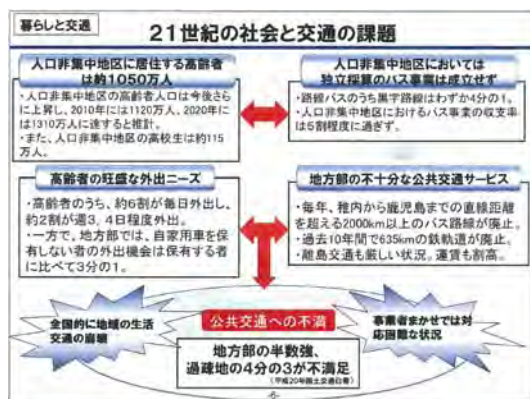 暮らしと交通
21世紀の社会と交通の課題
人口非集中地区に居住する高齢者
は約1050万人
・人口非集中地区の高齢者人口は今後さら
に上昇し、2010年には1120万人、2020年に
は1310万人に達すると推計。
・また、人口非集中地区の高校生は約115
万人。
人口非集中地区においては
独立採算のバス事業は成立せず
・路線バスのうち黒字路線はわずか4分の1。
・人口非集中地区におけるバス事業の収支率
は5割程度に過ぎず。
高齢者の旺盛な外出ニーズ
・高齢者のうち、約6割が毎日外出し、
約2割が週3、4日程度外出。
・一方で、地方部では、自家用車を保
有しない者の外出機会は保有する者
に比べて3分の1。
地方部の不十分な公共交通サービス
・毎年、稚内から鹿児島までの直線距離
を超える2000km以上のバス路線が廃止。
・過去10年間で635kmの鉄軌道が廃止。
・離島交通も厳しい状況。運賃も割高。
全国的に地域の生活
交通の崩壊
公共交通への不満
事業者まかせでは対
応困難な状況
地方部の半数強、
過疎地の4分の3が不満足
(平成20年版国土交通白書)
-6-